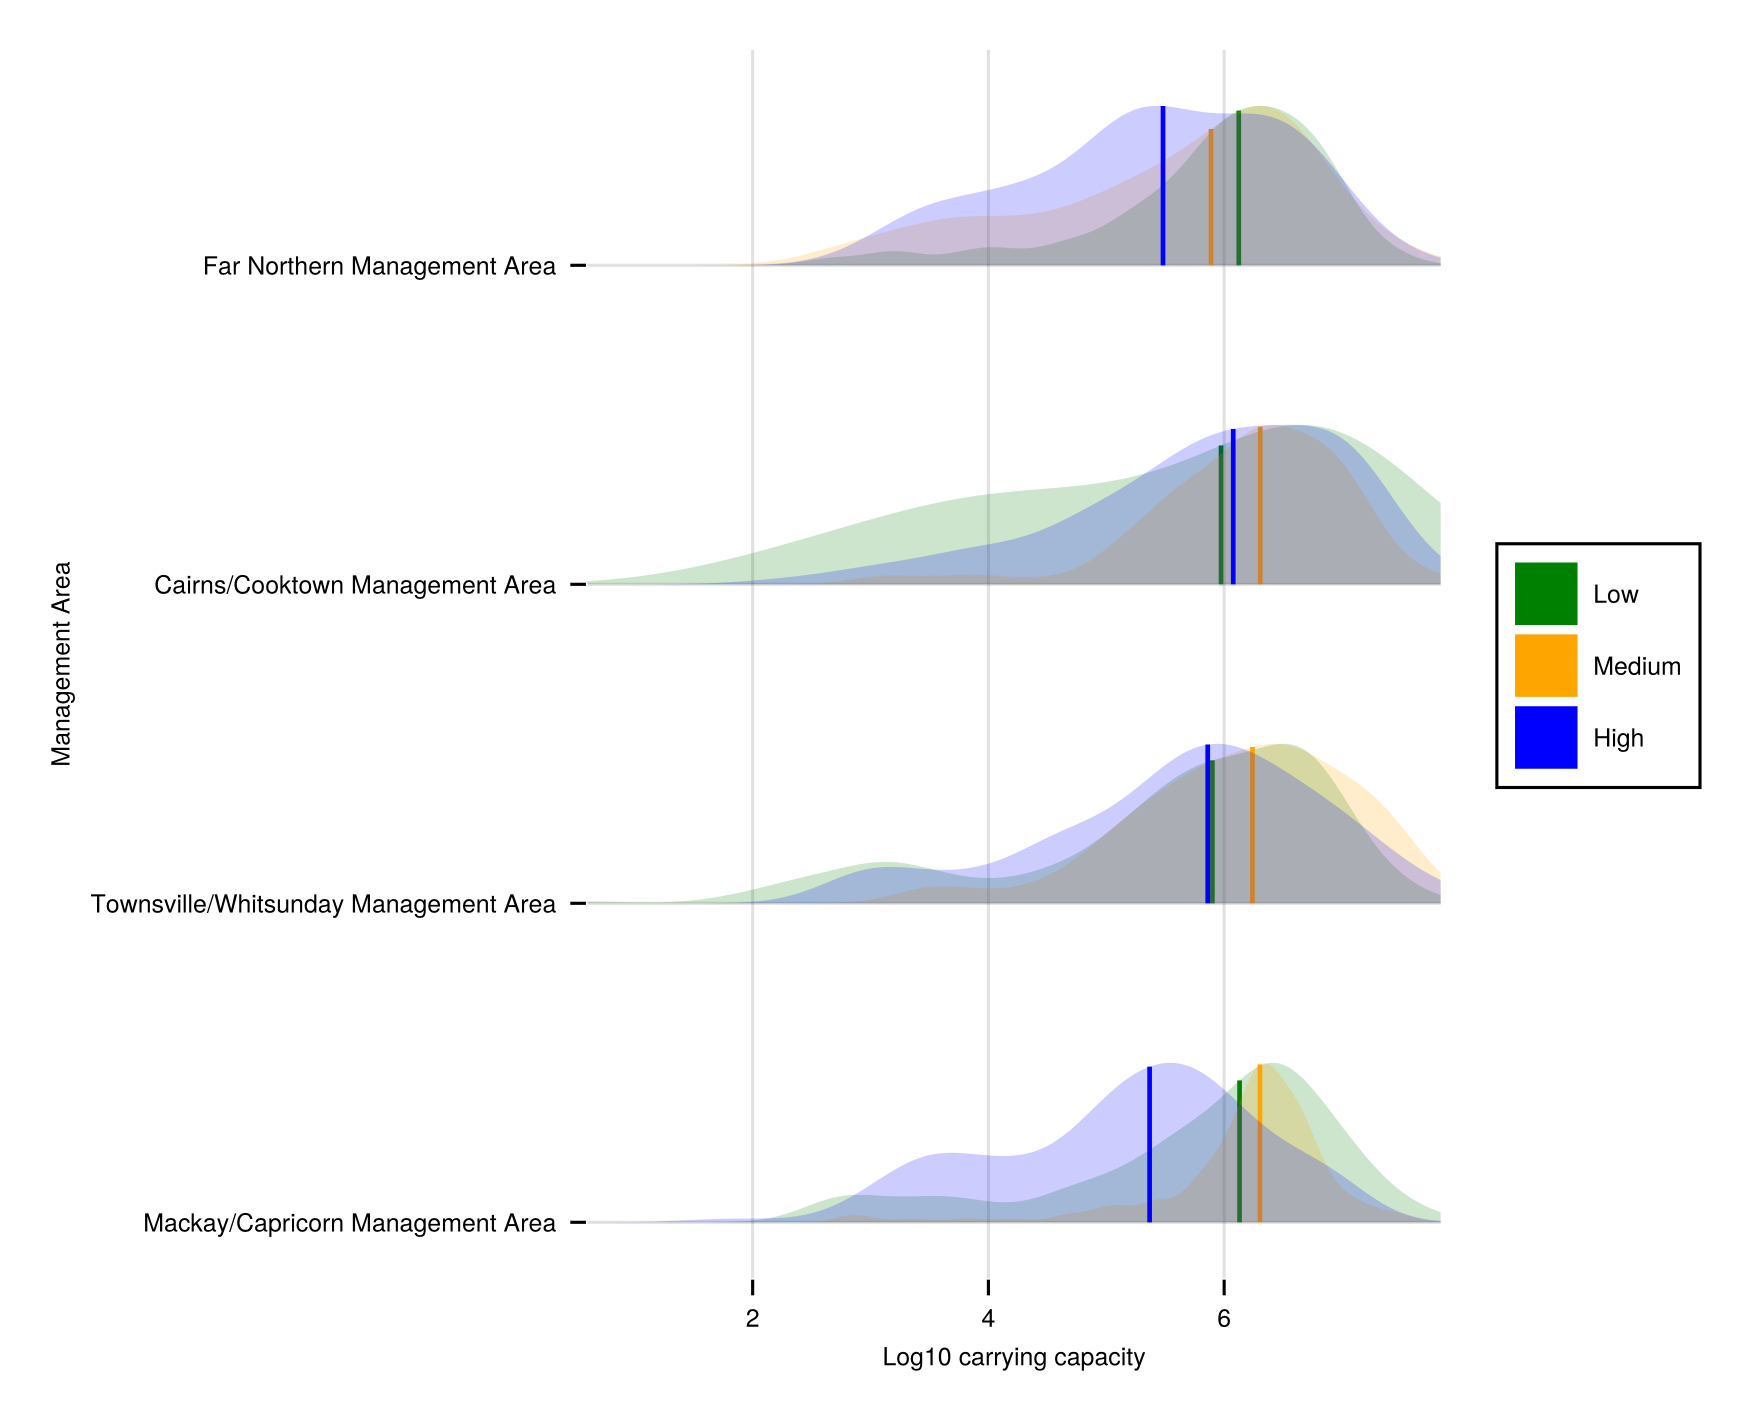 Far Northern Management Area
Cairns/Cooktown Management Area
Townsville/Whitsunday Management Area
Mackay/Capricorn Management Area
Management Area
2
4
6
Log10 carrying capacity
Low
Medium
High